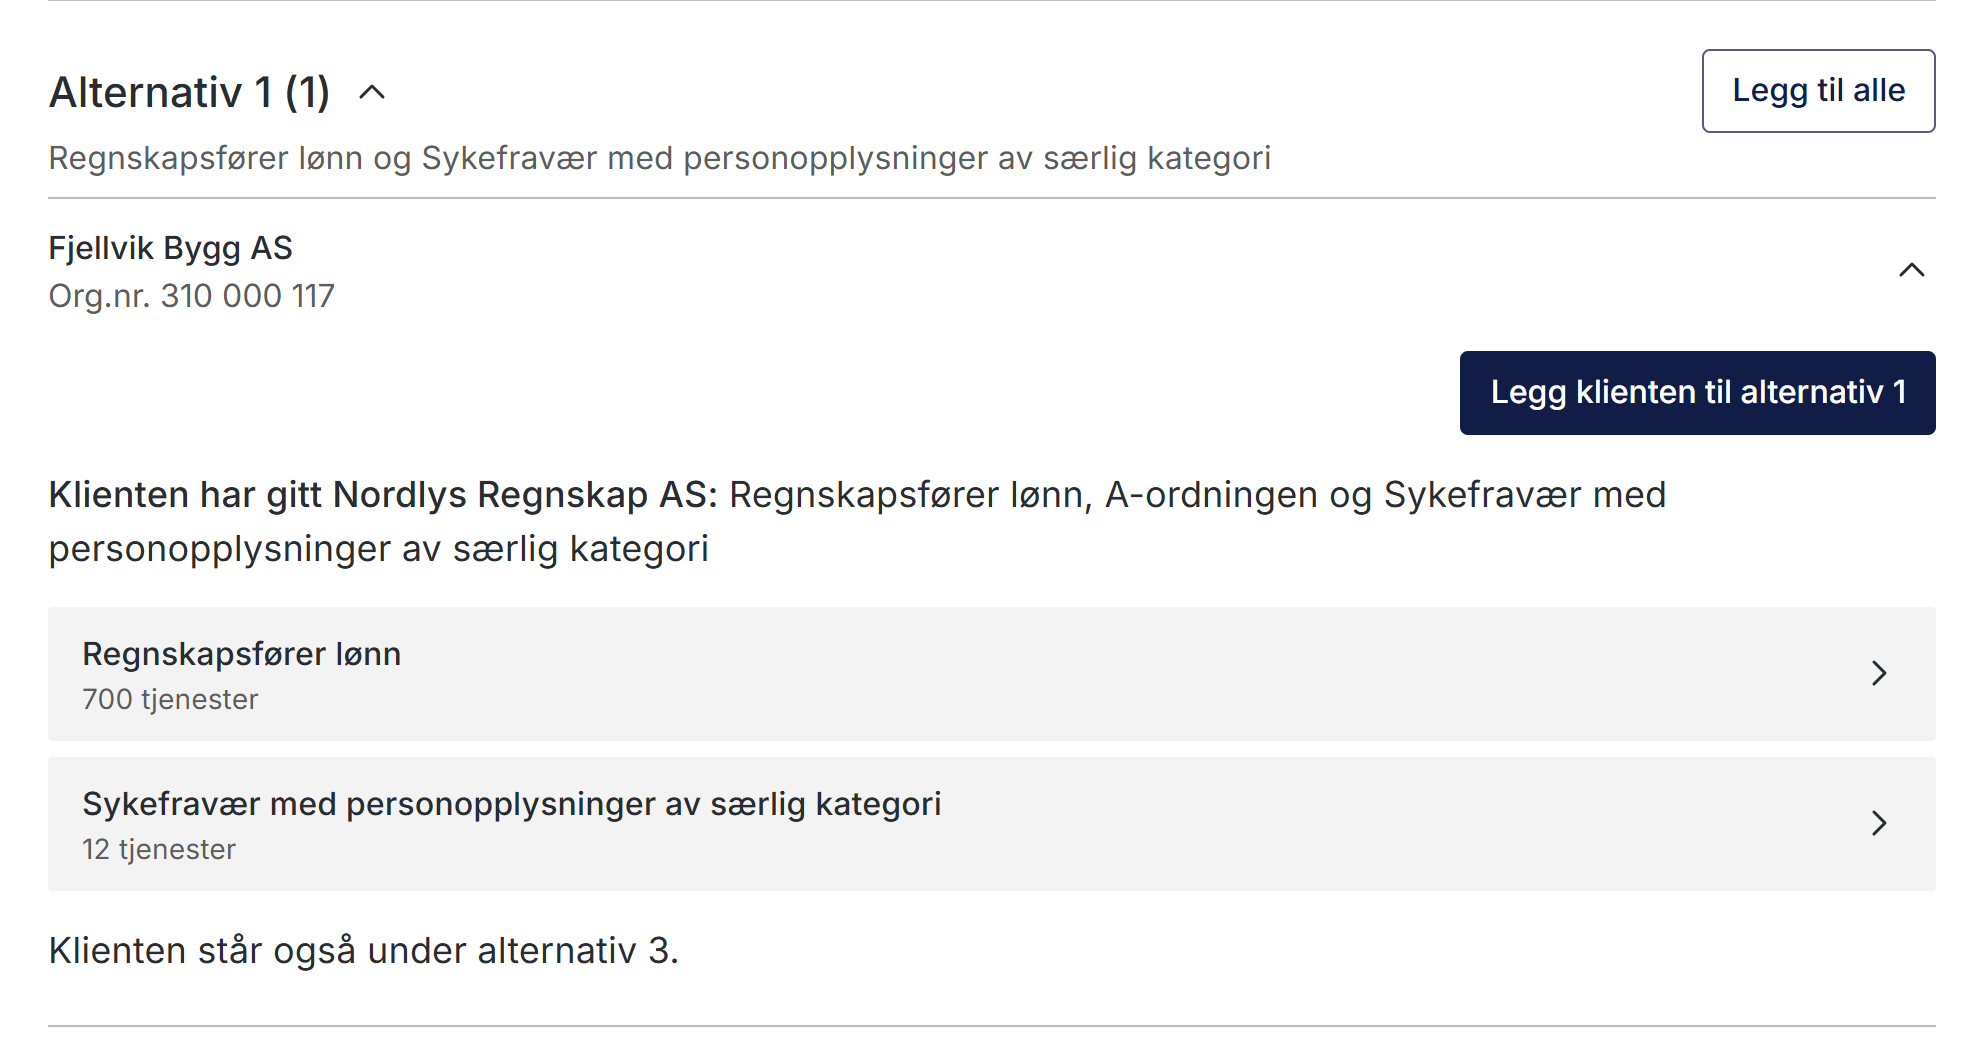 Alternativ 1 (1)
Legg til alle
Regnskapsfører lønn og Sykefravær med personopplysninger av særlig kategori
Fjellvik Bygg AS
Org.nr. 310 000 117
Legg klienten til alternativ 1
Klienten har gitt Nordlys Regnskap AS: Regnskapsfører lønn, A-ordningen og Sykefravær med
personopplysninger av særlig kategori
Regnskapsfører lønn
700 tjenester
Sykefravær med personopplysninger av særlig kategori
12 tjenester
Klienten står også under alternativ 3.